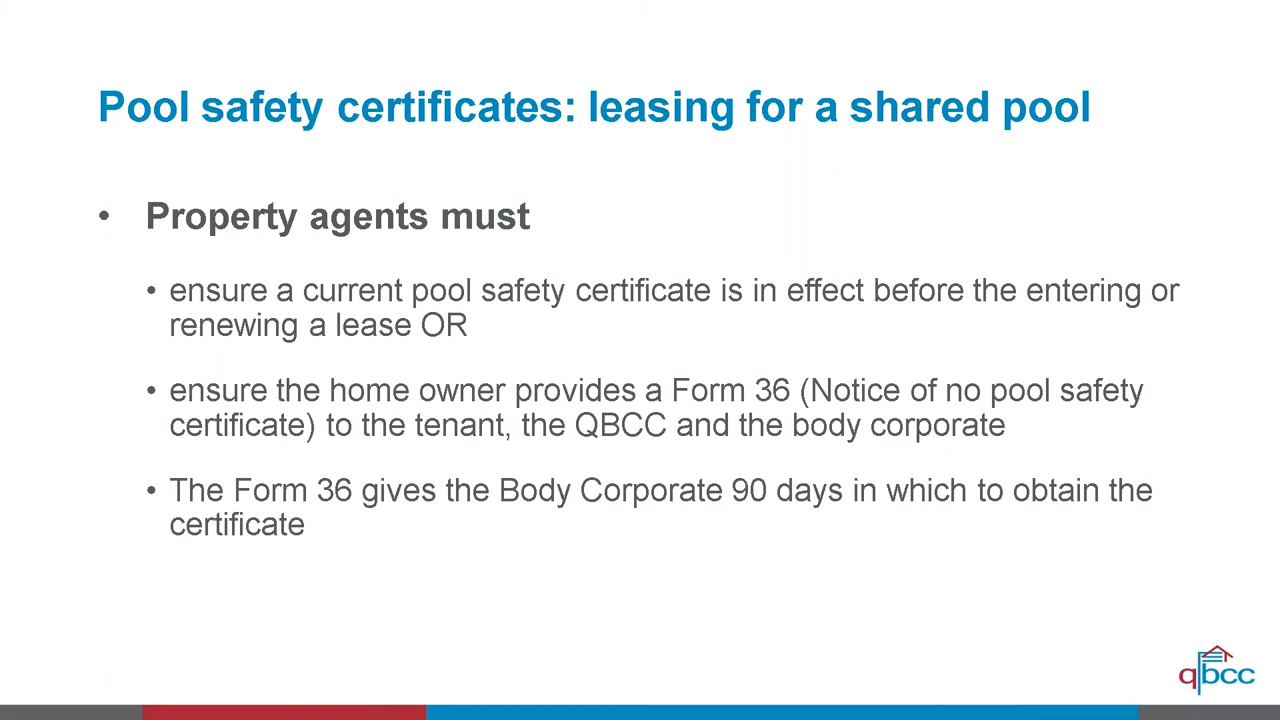 Pool safety certificates: leasing for a shared pool
• Property agents must
• ensure a current pool safety certificate is in effect before the entering or
renewing a lease OR
• ensure the home owner provides a Form 36 (Notice of no pool safety
certificate) to the tenant, the QBCC and the body corporate
• The Form 36 gives the Body Corporate 90 days in which to obtain the
certificate
qbcc